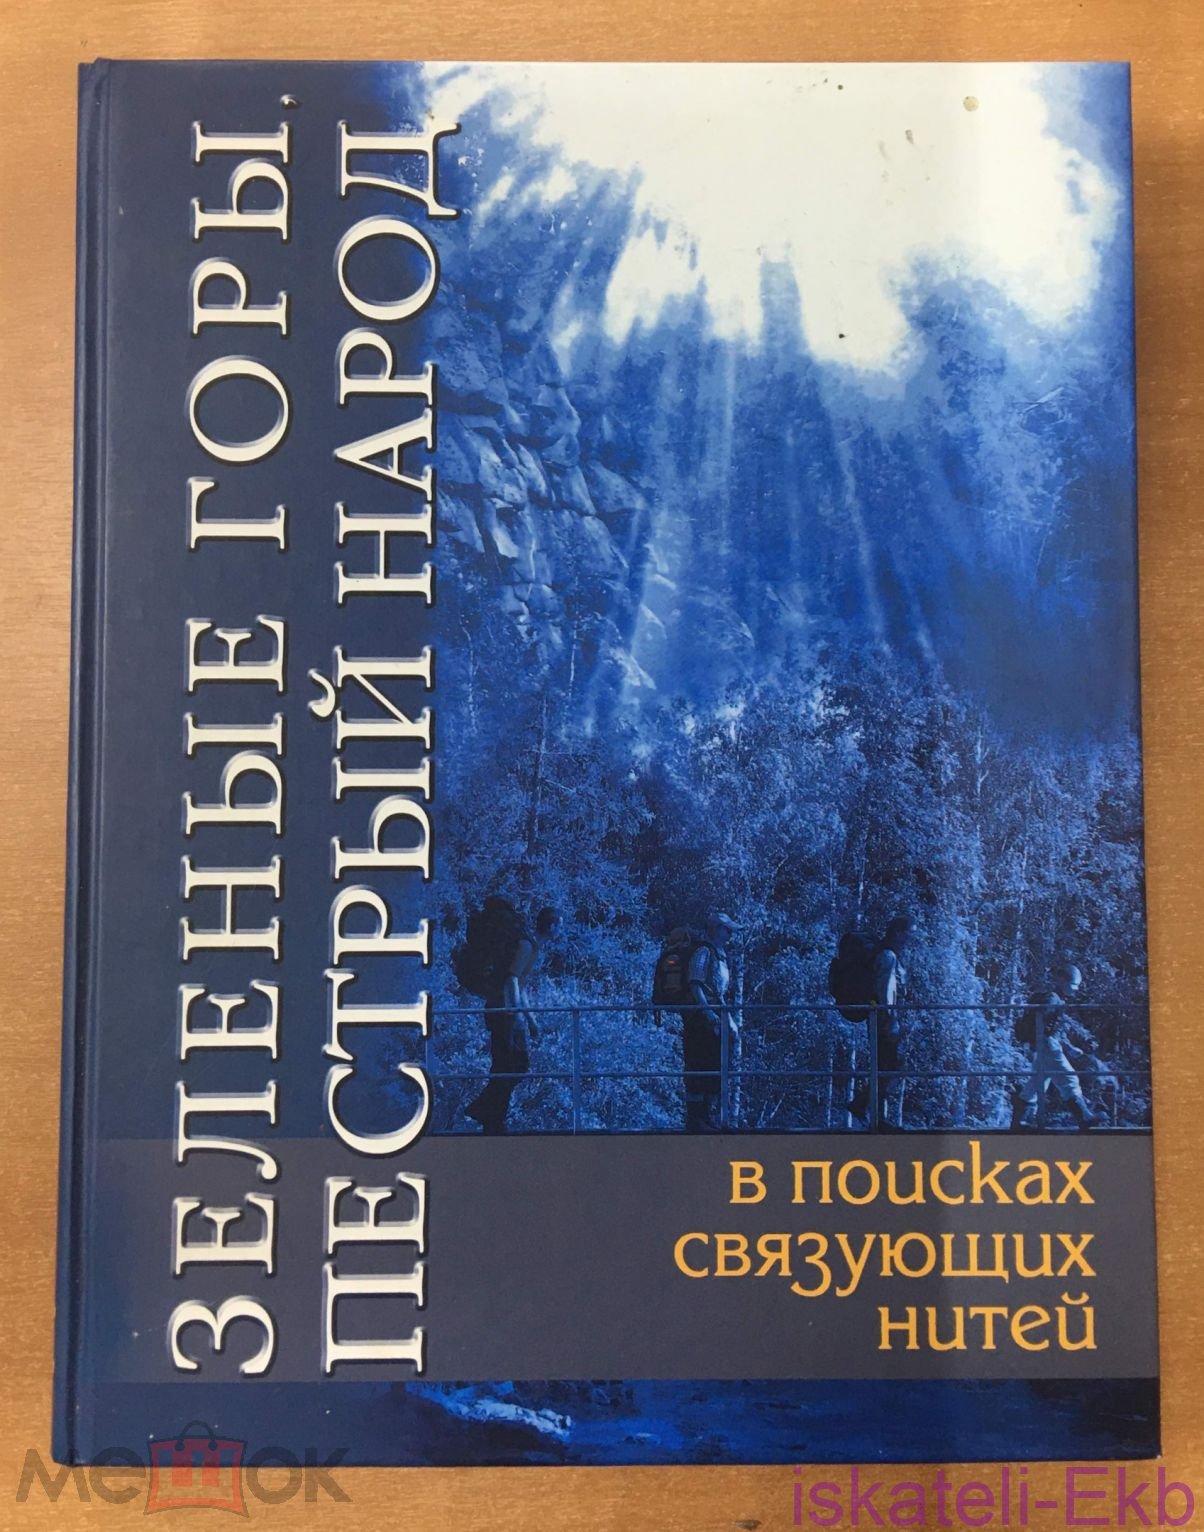 ЗЕЛЕНЫЕ ГОРЫ,
ПЕСТРЫЙ НАРОД
в поисках
связующих
нитей
мешок
iskateli-Ekb